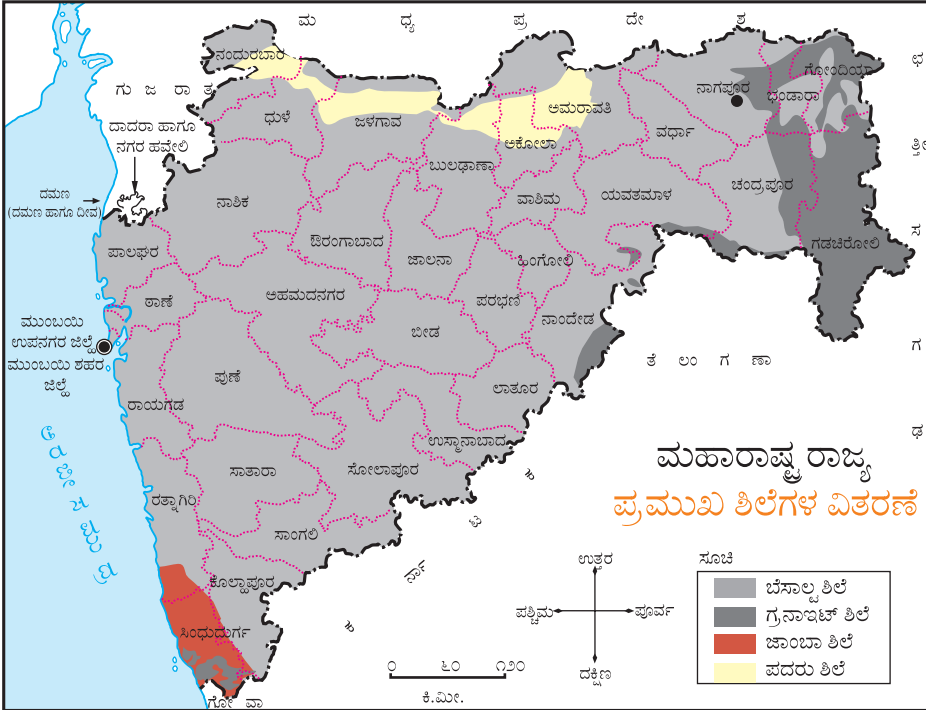 ಮ ಧ್ಯ ಪ್ರ ದೇ ಶ
ನಂದುರಬಾರ
ಗೋಂದಿಯಾ
ಛ
ಗು ಜ ರಾ ತ
ನಾಗಪೂರ
ಭಂಡಾರಾ
ಧುಳೆ
ಜಳಗಾವ
ಅಮರಾವತಿ
ವರ್ಧಾ
ದಾದರಾ ಹಾಗೂ
ನಗರ ಹವೇಲಿ
ಅಕೋಲಾ
ತ್ತೀ
ಬುಲಢಾಣಾ
ದಮಣ
(ದಮಣ ಹಾಗೂ ದೀವ)
ನಾಶಿಕ
ವಾಶಿಮ
ಯವತಮಾಳ
ಚಂದ್ರಪೂರ
ಸ
ಪಾಲಘರ
ಔರಂಗಾಬಾದ
ಜಾಲನಾ
ಹಿಂಗೋಲಿ
ಗಡಚಿರೋಲಿ
ಠಾಣೆ
ಅಹಮದನಗರ
ಪರಭಣಿ
ನಾಂದೇಡ
ಬೀಡ
ಮುಂಬಯಿ
ಉಪನಗರ ಜಿಲ್ಹೆ
ಮುಂಬಯಿ ಶಹರ
ಜಿಲ್ಹೆ
ಗ
ತೆ ಲಂ ಗ ಣಾ
ಪುಣೆ
ಲಾತೂರ
ರಾಯಗಡ
ಢ
ಉಸ್ಮಾನಾಬಾದ
ಅರಬೀ ಸಮುದ್ರ
ಸಾತಾರಾ
ಸೋಲಾಪೂರ
ಮಹಾರಾಷ್ಟ್ರ ರಾಜ್ಯ
ಪ್ರಮುಖ ಶಿಲೆಗಳ ವಿತರಣೆ
ರತ್ನಾಗಿರಿ
ಸಾಂಗಲಿ
ಕ ರ್ನಾ ಟ ಕ
ಕೊಲ್ಹಾಪೂರ
ಉತ್ತರ
ಪಶ್ಚಿಮ
ಪೂರ್ವ
ದಕ್ಷಿಣ
ಸೂಚಿ
ಬೆಸಾಲ್ಟ ಶಿಲೆ
ಗ್ರನಾಇಟ್ ಶಿಲೆ
ಜಾಂಬಾ ಶಿಲೆ
ಪದರು ಶಿಲೆ
ಸಿಂಧುದುರ್ಗ
೦ ೬೦ ೧೨೦
ಕಿ.ಮೀ.
ಗೋ ವಾ